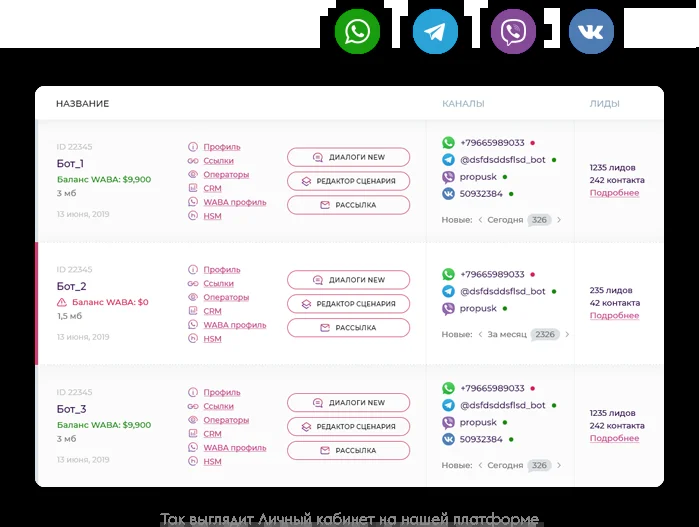 НАЗВАНИЕ КАНАЛЫ ЛИДЫ
ID 22345
Бот_1
Баланс WABA: $9,900
3 мб
13 июня, 2019
Профиль
Ссылки
Операторы
CRM
WABA профиль
HSM
ДИАЛОГИ NEW
РЕДАКТОР СЦЕНАРИЯ
РАССЫЛКА
+79665989033
@dsfdsddsflsd_bot
propusk
50932384
Новые: < Сегодня 326 >
1235 лидов
242 контакта
Подробнее
ID 22345
Бот_2
Баланс WABA: $0
1,5 мб
13 июня, 2019
Профиль
Ссылки
Операторы
CRM
WABA профиль
HSM
ДИАЛОГИ NEW
РЕДАКТОР СЦЕНАРИЯ
РАССЫЛКА
+79665989033
@dsfdsddsflsd_bot
propusk
Новые: < За месяц 2326 >
235 лидов
42 контакта
Подробнее
ID 22345
Бот_3
Баланс WABA: $9,900
3 мб
13 июня, 2019
Профиль
Ссылки
Операторы
CRM
WABA профиль
HSM
ДИАЛОГИ NEW
РЕДАКТОР СЦЕНАРИЯ
РАССЫЛКА
+79665989033
@dsfdsddsflsd_bot
propusk
50932384
Новые: < Сегодня 326 >
1235 лидов
242 контакта
Подробнее
Так выглядит Личный кабинет на нашей платформе